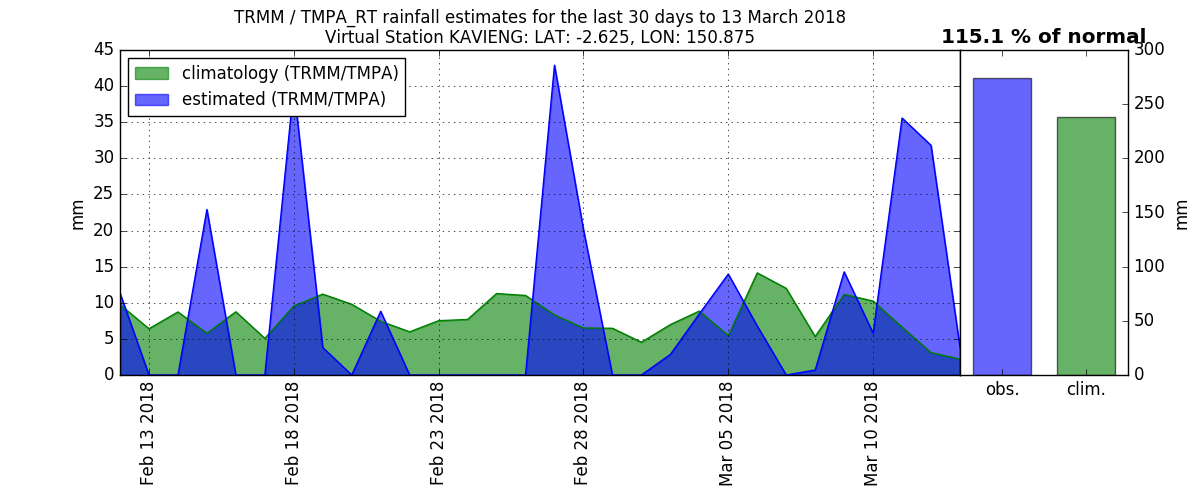 TRMM / TMPA_RT rainfall estimates for the last 30 days to 13 March 2018
Virtual Station KAVIENG: LAT: -2.625, LON: 150.875
115.1 % of normal
climatology (TRMM/TMPA)
estimated (TRMM/TMPA)
45
40
35
30
25
20
15
10
5
0
mm
Feb 13 2018
Feb 18 2018
Feb 23 2018
Feb 28 2018
Mar 05 2018
Mar 10 2018
300
250
200
150
100
50
0
mm
obs.
clim.